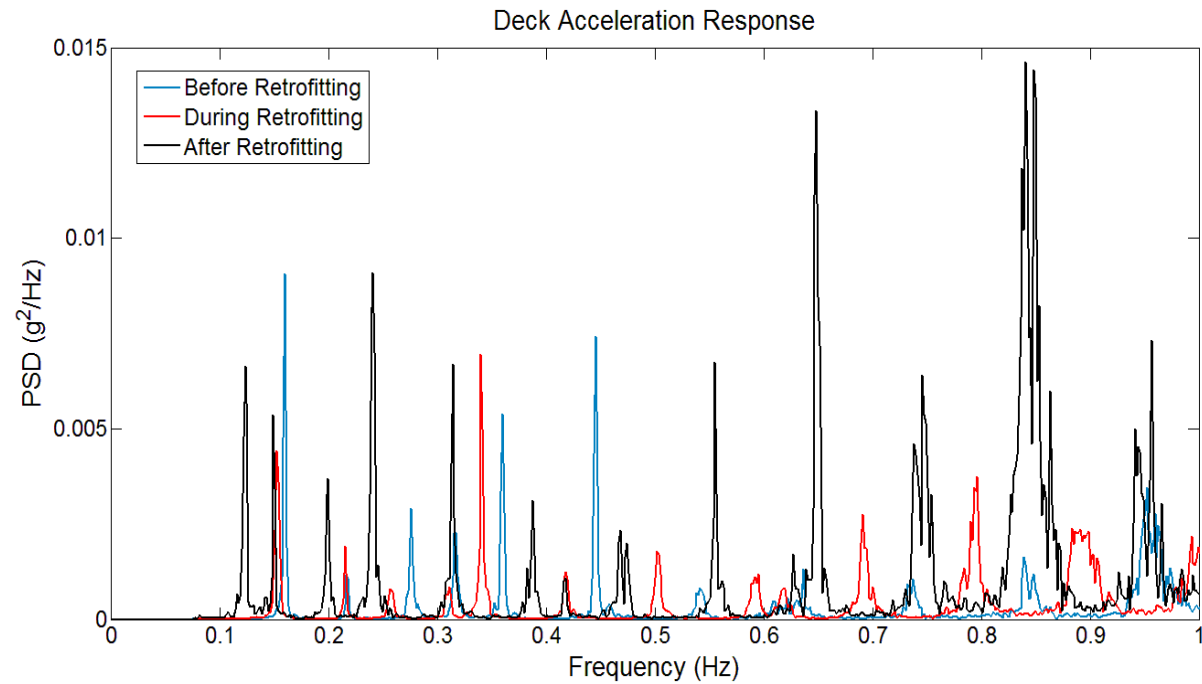 Deck Acceleration Response
0.015
Before Retrofitting
During Retrofitting
After Retrofitting
0.01
PSD (g²/Hz)
0.005
0
0 0.1 0.2 0.3 0.4 0.5 0.6 0.7 0.8 0.9 1
Frequency (Hz)